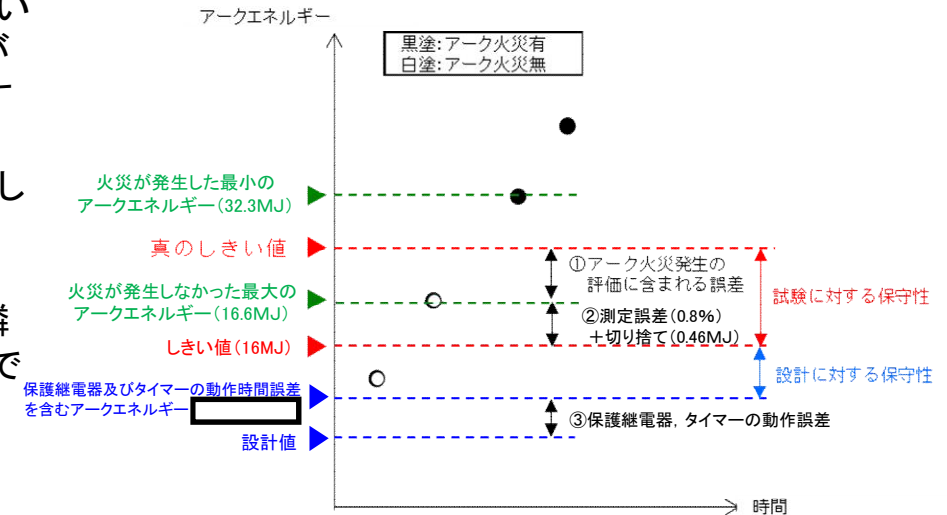 い
が
し
で
アークエネルギー
黒塗:アーク火災有
白塗:アーク火災無
火災が発生した最小の
アークエネルギー(32.3MJ)
真のしきい値
火災が発生しなかった最大の
アークエネルギー(16.6MJ)
しきい値(16MJ)
保護継電器及びタイマーの動作時間誤差
を含むアークエネルギー
設計値
①アーク火災発生の
評価に含まれる誤差
②測定誤差(0.8%)
+切り捨て(0.46MJ)
③保護継電器, タイマーの動作誤差
試験に対する保守性
設計に対する保守性
時間